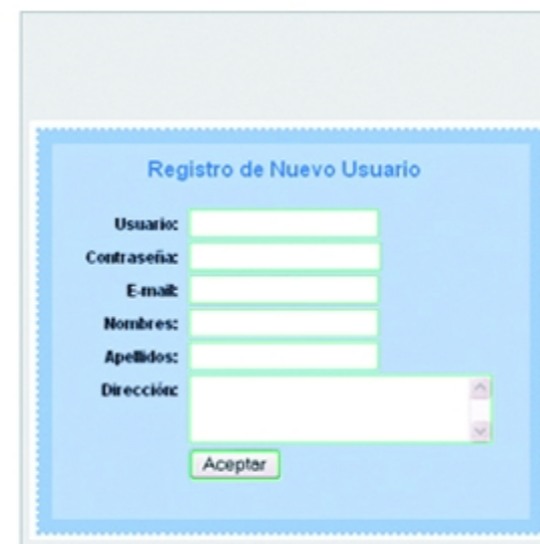 Registro de Nuevo Usuario
Usuario:
Contraseña:
E-mail:
Nombres:
Apellidos:
Dirección:
Aceptar